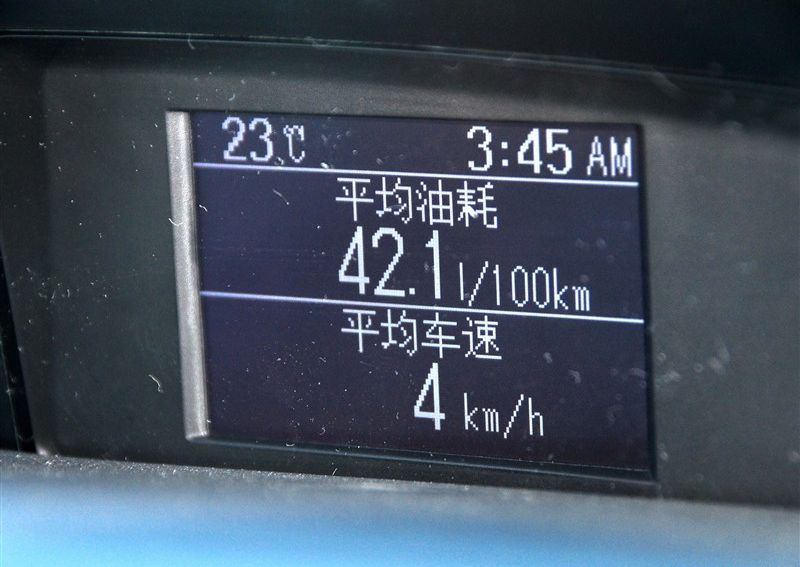 23℃ 3:45 AM
平均油耗
42.1 l/100km
平均车速
4 km/h